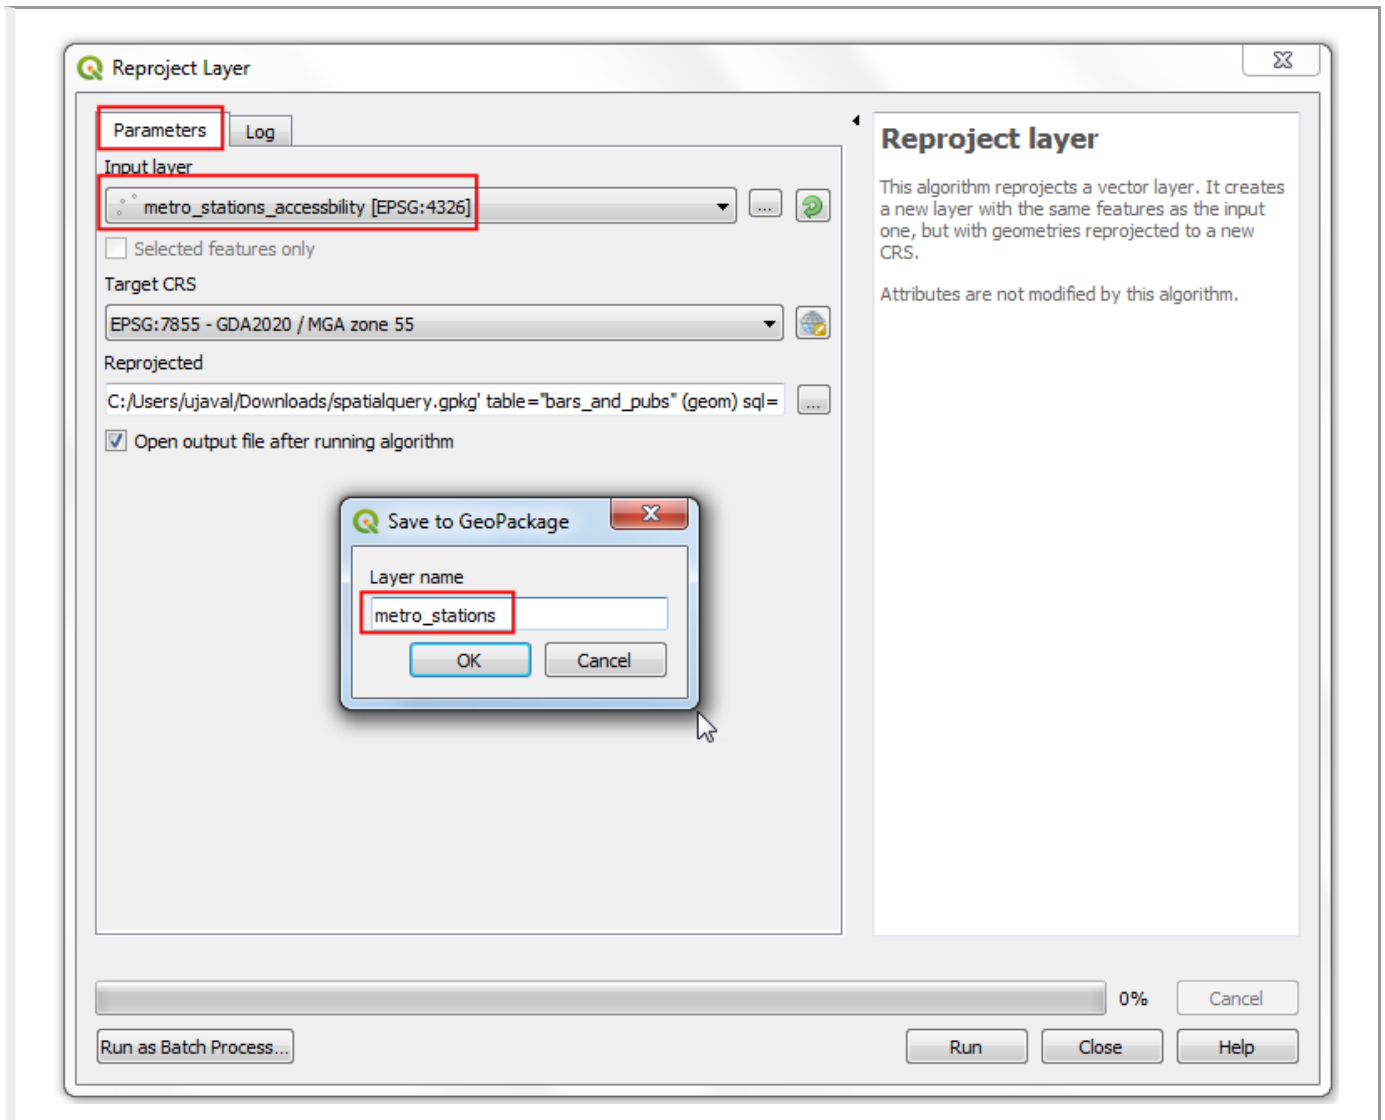 Reproject Layer
Parameters
Log
Input layer
metro_stations_accessbility [EPSG:4326]
...
Selected features only
Target CRS
EPSG:7855 - GDA2020 / MGA zone 55
Reprojected
C:/Users/ujaval/Downloads/spatialquery.gpkg' table="bars_and_pubs" (geom) sql=
...
Open output file after running algorithm
Save to GeoPackage
Layer name
metro_stations
OK
Cancel
Reproject layer
This algorithm reprojects a vector layer. It creates
a new layer with the same features as the input
one, but with geometries reprojected to a new
CRS.
Attributes are not modified by this algorithm.
0%
Cancel
Run as Batch Process...
Run
Close
Help